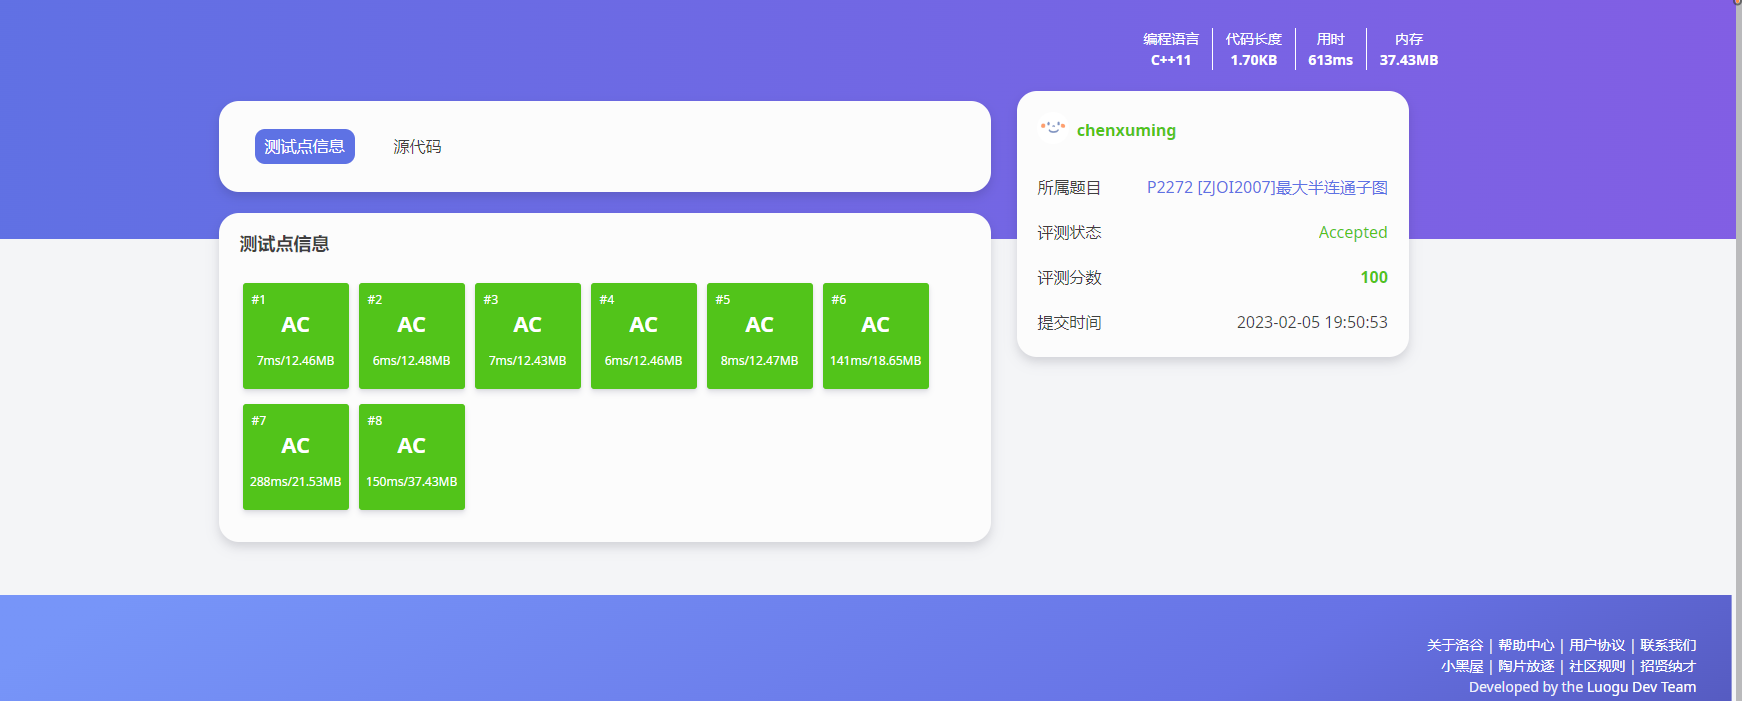 编程语言 代码长度 用时 内存
C++11 1.70KB 613ms 37.43MB
测试点信息 源代码
测试点信息
#1 #2 #3 #4 #5 #6
AC AC AC AC AC AC
7ms/12.46MB 6ms/12.48MB 7ms/12.43MB 6ms/12.46MB 8ms/12.47MB 141ms/18.65MB
#7 #8
AC AC
288ms/21.53MB 150ms/37.43MB
chenxuming
所属题目 P2272 [ZJOI2007]最大半连通子图
评测状态 Accepted
评测分数 100
提交时间 2023-02-05 19:50:53
关于洛谷 | 帮助中心 | 用户协议 | 联系我们
小黑屋 | 陶片放逐 | 社区规则 | 招贤纳才
Developed by the Luogu Dev Team